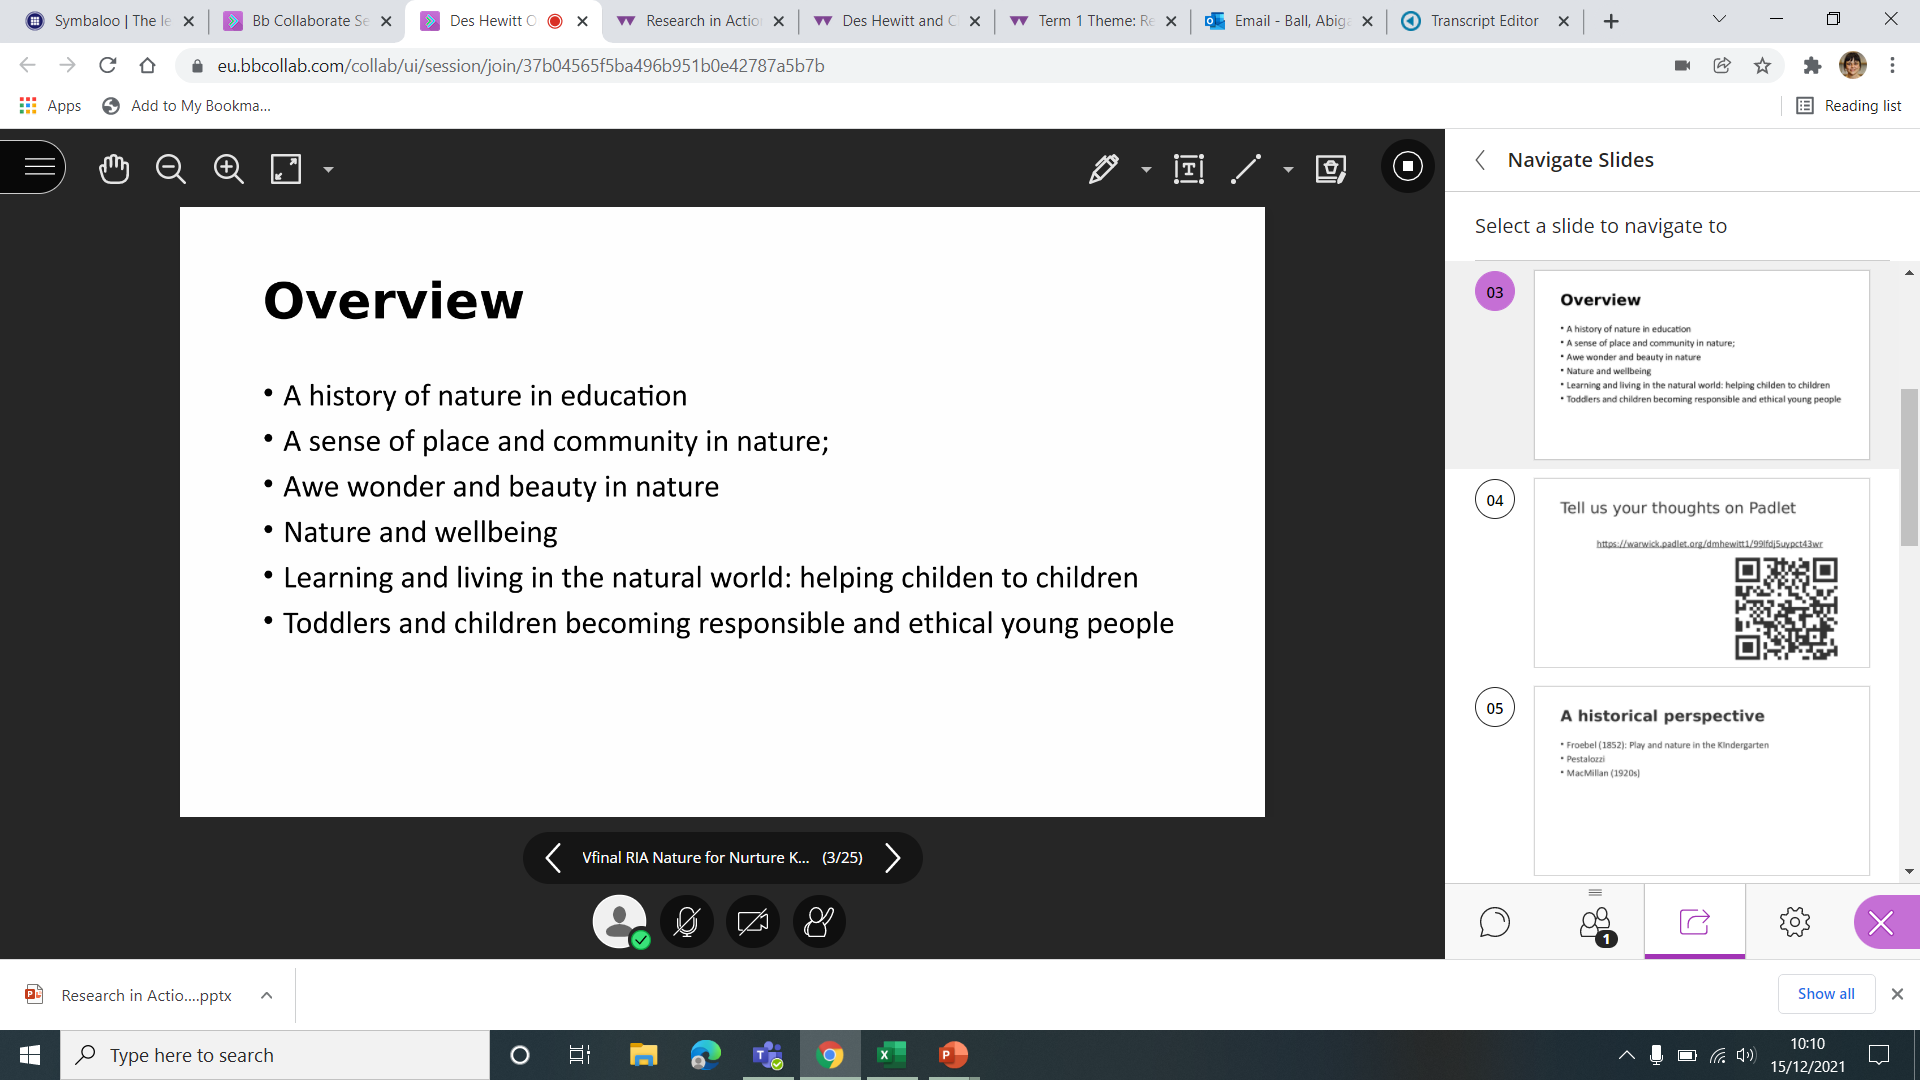 Symbaloo | The le
Bb Collaborate Se
Des Hewitt O
Research in Actio
Des Hewitt and C
Term 1 Theme: Re
Email - Ball, Abiga
Transcript Editor
eu.bbcollab.com/collab/ui/session/join/37b04565f5ba496b951b0e42787a5b7b
Apps
Add to My Bookma...
Reading list
Overview
• A history of nature in education
• A sense of place and community in nature;
• Awe wonder and beauty in nature
• Nature and wellbeing
• Learning and living in the natural world: helping childen to children
• Toddlers and children becoming responsible and ethical young people
Vfinal RIA Nature for Nurture K... (3/25)
Navigate Slides
Select a slide to navigate to
03
Overview
• A history of nature in education
• A sense of place and community in nature;
• Awe wonder and beauty in nature
• Nature and wellbeing
• Learning and living in the natural world: helping childen to children
• Toddlers and children becoming responsible and ethical young people
04
Tell us your thoughts on Padlet
https://warwick.padlet.org/dmhewitt1/99lfdj5uypct43wr
05
A historical perspective
• Froebel (1852): Play and nature in the KIndergarten
• Pestalozzi
• MacMillan (1920s)
1
Research in Actio....pptx
Show all
Type here to search
10:10
15/12/2021